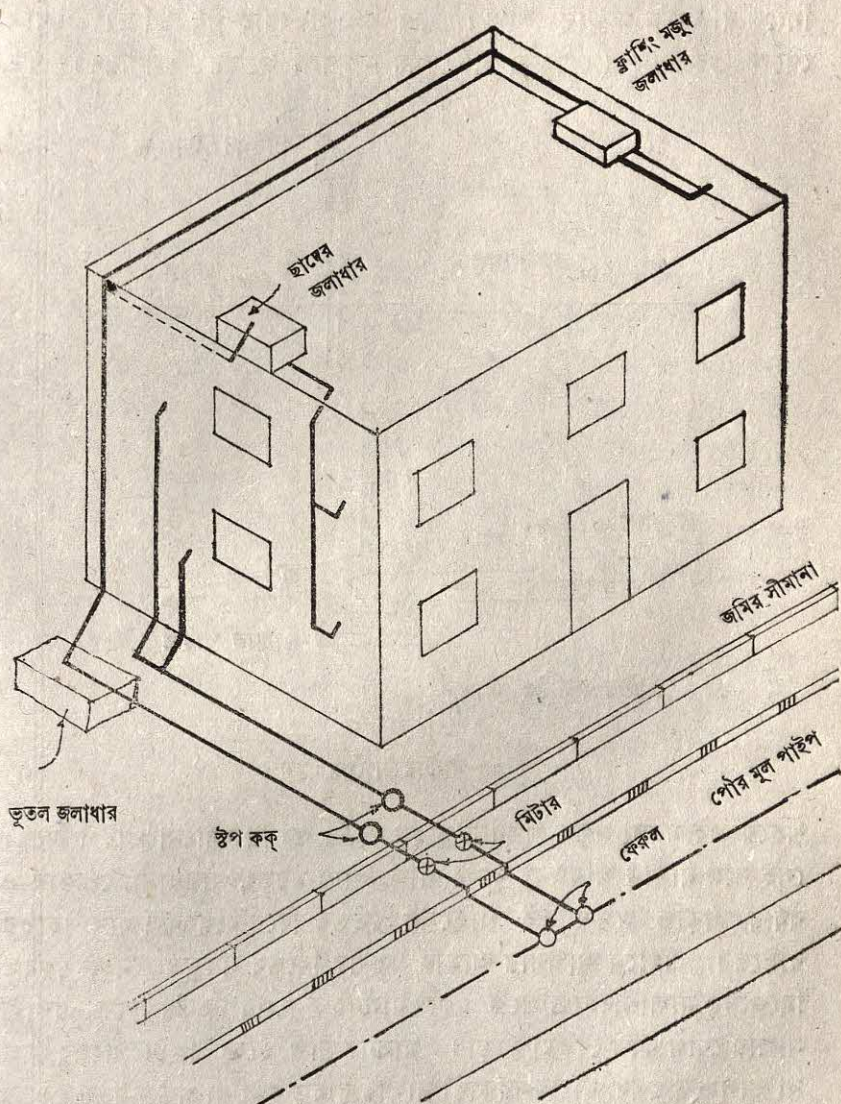 ফ্লাশিং মজুদ
জলাধার
ছাদের
জলাধার
জমির সীমানা
পৌর মূল পাইপ
মিটার
ফেরুল
স্টপ কক্
ভূতল জলাধার